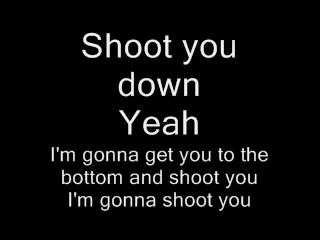 Shoot you
down
Yeah
I'm gonna get you to the
bottom and shoot you
I'm gonna shoot you